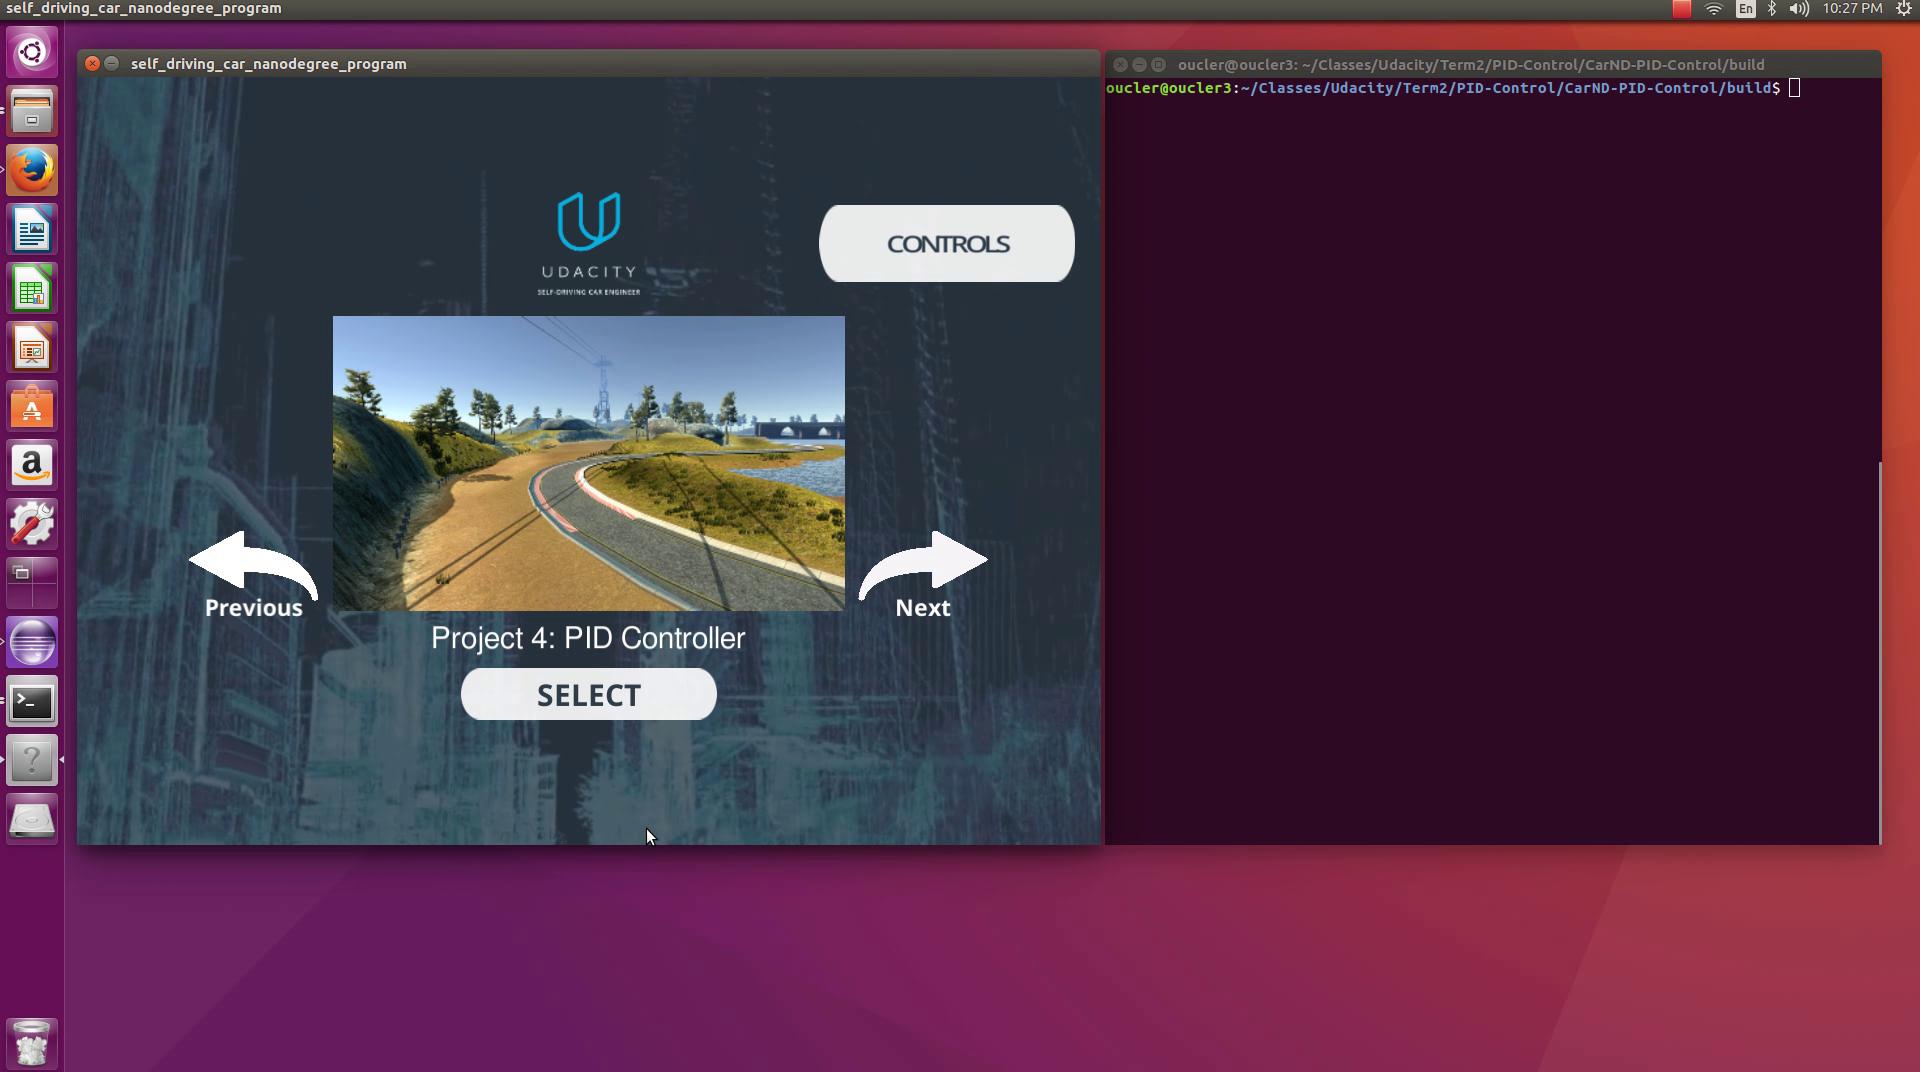 self_driving_car_nanodegree_program
En
10:27 PM
self_driving_car_nanodegree_program
oucler@oucler3: ~/Classes/Udacity/Term2/PID-Control/CarND-PID-Control/build
oucler@oucler3:~/Classes/Udacity/Term2/PID-Control/CarND-PID-Control/build$
UDACITY
SELF-DRIVING CAR ENGINEER
CONTROLS
Previous
Next
Project 4: PID Controller
SELECT